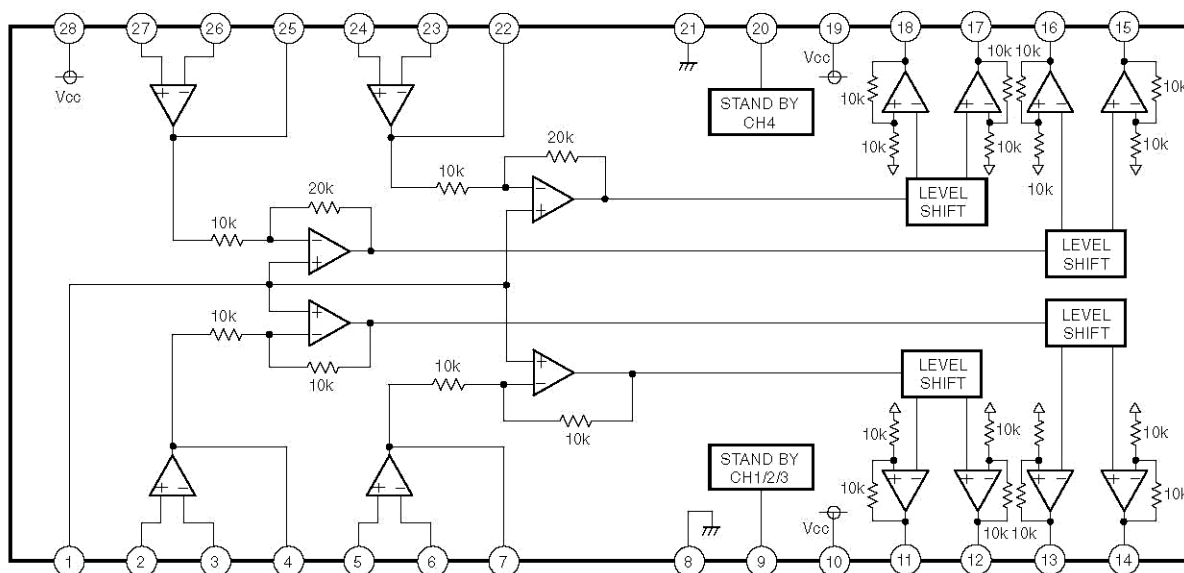 28 27 26 25 24 23 22 21 20 19 18 17 16 15
Vcc
Vcc
STAND BY
CH4
10k 10k 10k 10k
10k 10k
10k 10k 10k 10k
+ − + − + − + −
+ − + −
20k
10k
−
+
LEVEL
SHIFT
20k
10k
−
+
LEVEL
SHIFT
10k
+
−
10k
LEVEL
SHIFT
10k
+
−
10k
LEVEL
SHIFT
STAND BY
CH1/2/3
Vcc
10k 10k 10k
10k 10k
10k 10k
+ − + − + − + −
+ − + −
1 2 3 4 5 6 7 8 9 10 11 12 13 14